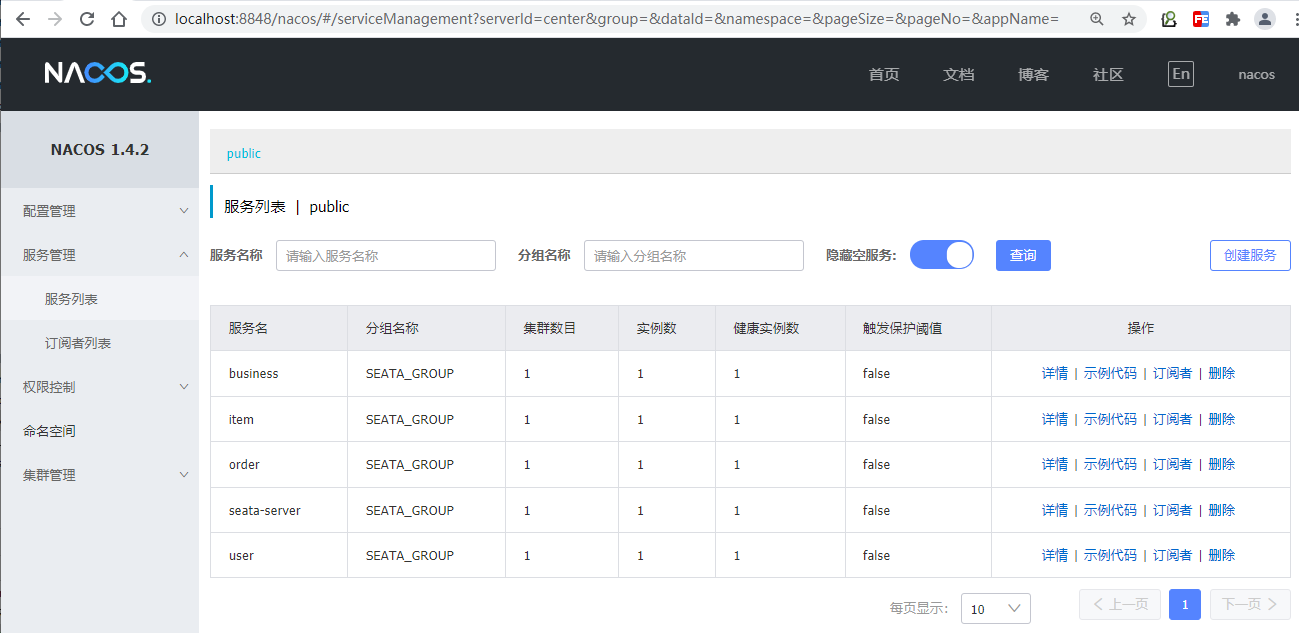 localhost:8848/nacos/#/serviceManagement?serverId=center&group=&dataId=&namespace=&pageSize=&pageNo=&appName=
FE
NACOS. 首页 文档 博客 社区 En nacos
NACOS 1.4.2
配置管理
服务管理
服务列表
订阅者列表
权限控制
命名空间
集群管理
public
服务列表 | public
服务名称 请输入服务名称 分组名称 请输入分组名称 隐藏空服务: 查询 创建服务
服务名 分组名称 集群数目 实例数 健康实例数 触发保护阈值 操作
business SEATA_GROUP 1 1 1 false 详情 | 示例代码 | 订阅者 | 删除
item SEATA_GROUP 1 1 1 false 详情 | 示例代码 | 订阅者 | 删除
order SEATA_GROUP 1 1 1 false 详情 | 示例代码 | 订阅者 | 删除
seata-server SEATA_GROUP 1 1 1 false 详情 | 示例代码 | 订阅者 | 删除
user SEATA_GROUP 1 1 1 false 详情 | 示例代码 | 订阅者 | 删除
每页显示: 10 上一页 1 下一页